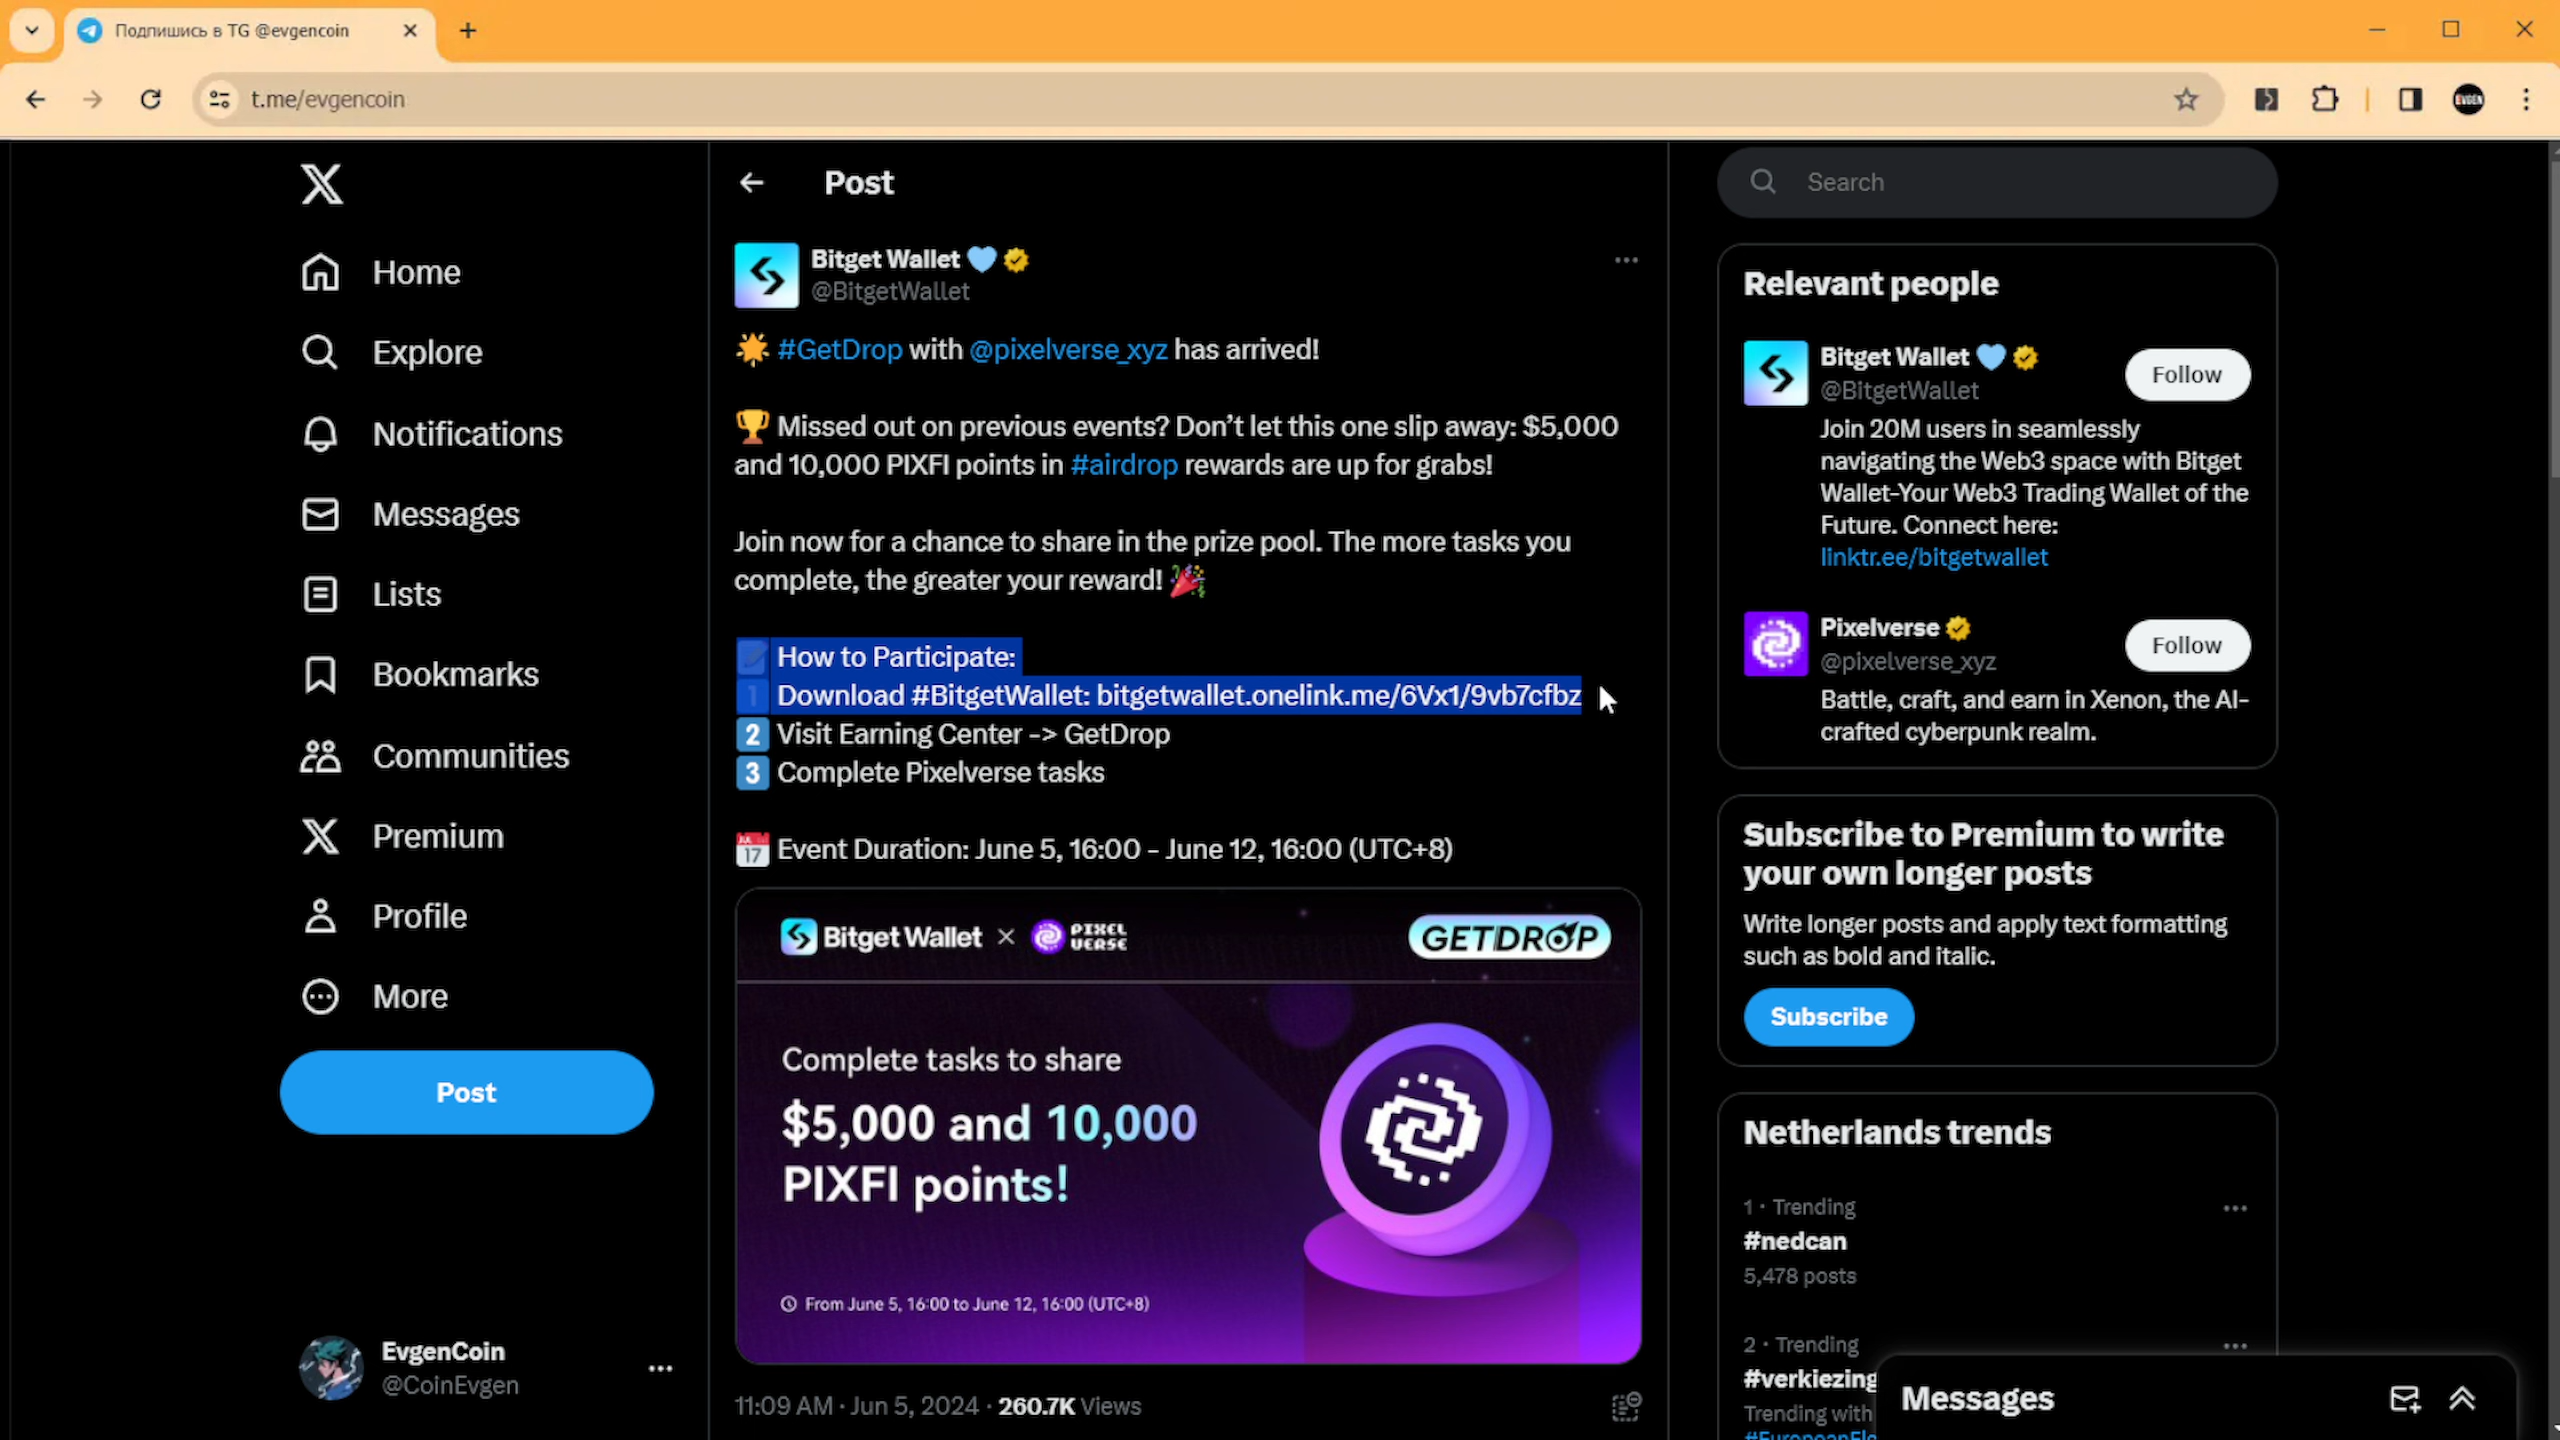 Подпишись в TG @evgencoin
t.me/evgencoin
EVGEN
Home
Explore
Notifications
Messages
Lists
Bookmarks
Communities
Premium
Profile
More
Post
EvgenCoin
@CoinEvgen
Post
Bitget Wallet
@BitgetWallet
#GetDrop with @pixelverse_xyz has arrived!
Missed out on previous events? Don’t let this one slip away: $5,000
and 10,000 PIXFI points in #airdrop rewards are up for grabs!
Join now for a chance to share in the prize pool. The more tasks you
complete, the greater your reward!
How to Participate:
1 Download #BitgetWallet: bitgetwallet.onelink.me/6Vx1/9vb7cfbz
2 Visit Earning Center -> GetDrop
3 Complete Pixelverse tasks
JUL 17 Event Duration: June 5, 16:00 - June 12, 16:00 (UTC+8)
Bitget Wallet × PIXEL VERSE GETDROP
Complete tasks to share
$5,000 and 10,000
PIXFI points!
From June 5, 16:00 to June 12, 16:00 (UTC+8)
11:09 AM · Jun 5, 2024 · 260.7K Views
Search
Relevant people
Bitget Wallet
@BitgetWallet
Follow
Join 20M users in seamlessly
navigating the Web3 space with Bitget
Wallet-Your Web3 Trading Wallet of the
Future. Connect here:
linktr.ee/bitgetwallet
Pixelverse
@pixelverse_xyz
Follow
Battle, craft, and earn in Xenon, the AI-
crafted cyberpunk realm.
Subscribe to Premium to write
your own longer posts
Write longer posts and apply text formatting
such as bold and italic.
Subscribe
Netherlands trends
1 · Trending
#nedcan
5,478 posts
2 · Trending
#verkiezing
Trending with
Messages